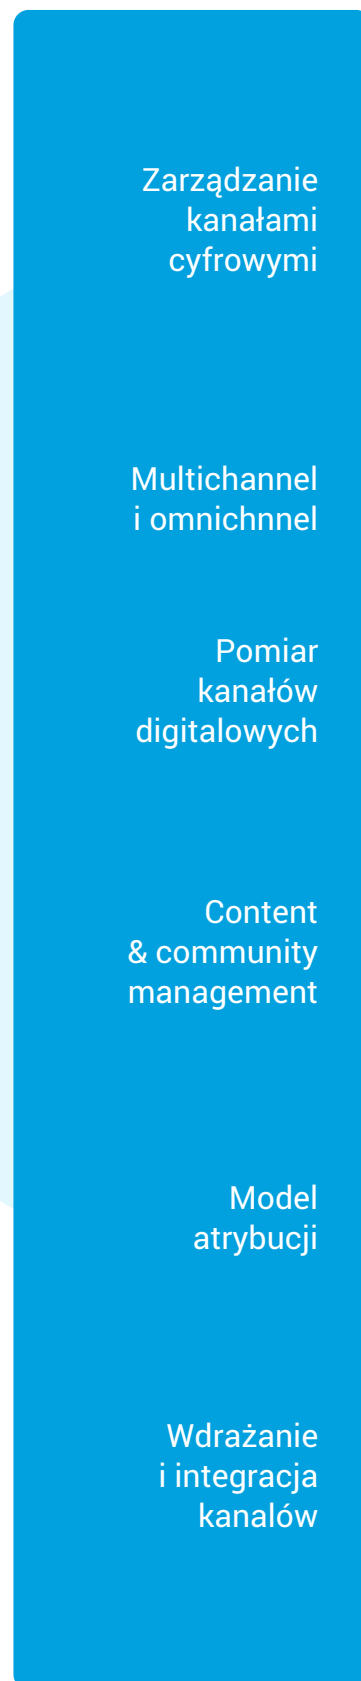 Zarządzanie
kanałami
cyfrowymi
Multichannel
i omnichnnel
Pomiar
kanałów
digitalowych
Content
& community
management
Model
atrybucji
Wdrażanie
i integracja
kanalów